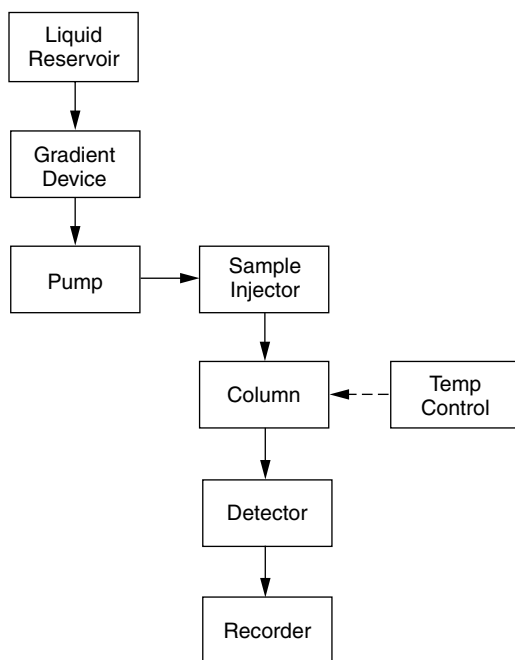 Liquid
Reservoir
Gradient
Device
Pump
Sample
Injector
Column
Temp
Control
Detector
Recorder